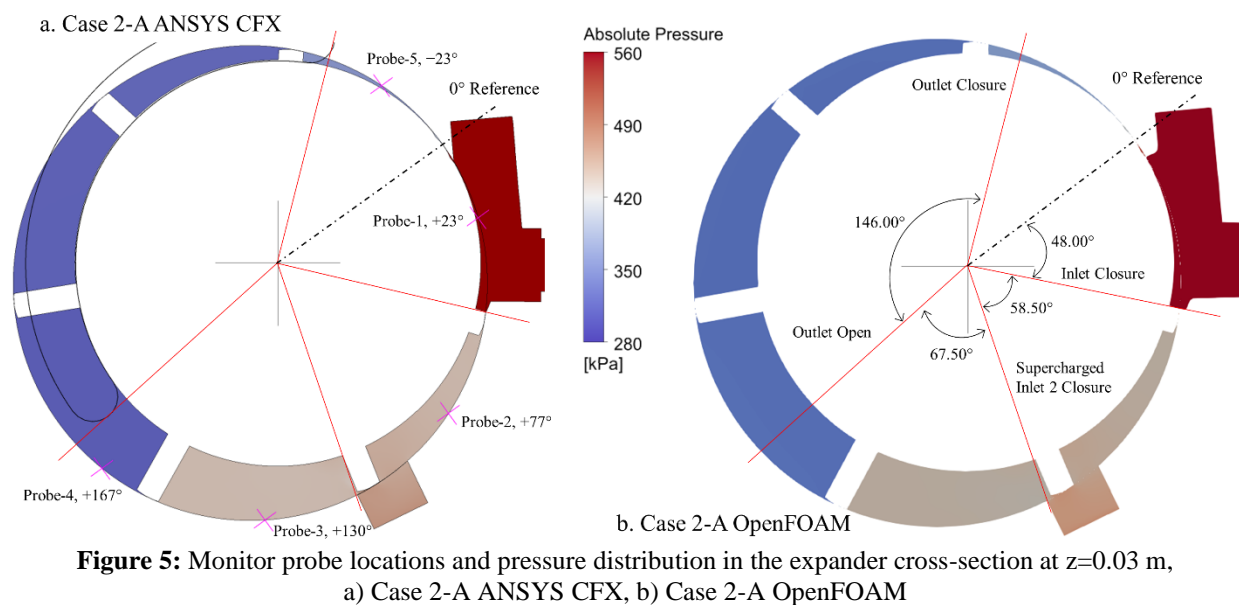 a. Case 2-A ANSYS CFX
Probe-5, −23°
0° Reference
Probe-1, +23°
Probe-2, +77°
Probe-4, +167°
Probe-3, +130°
Absolute Pressure
560
490
420
350
280
[kPa]
Outlet Closure
0° Reference
146.00°
48.00°
Inlet Closure
58.50°
Outlet Open
67.50°
Supercharged
Inlet 2 Closure
b. Case 2-A OpenFOAM
Figure 5: Monitor probe locations and pressure distribution in the expander cross-section at z=0.03 m,
a) Case 2-A ANSYS CFX, b) Case 2-A OpenFOAM